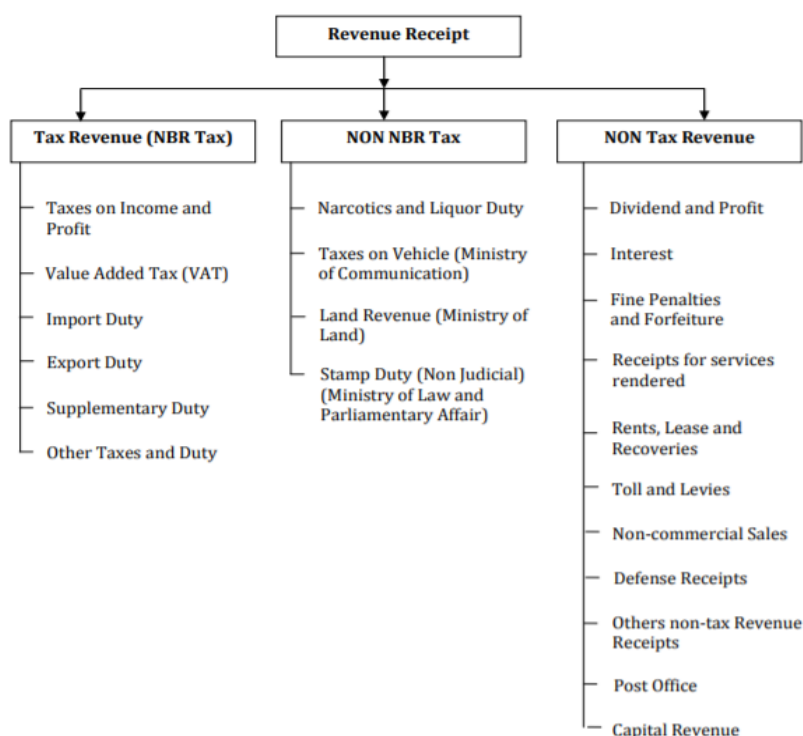 Revenue Receipt
Tax Revenue (NBR Tax)
Taxes on Income and
Profit
Value Added Tax (VAT)
Import Duty
Export Duty
Supplementary Duty
Other Taxes and Duty
NON NBR Tax
Narcotics and Liquor Duty
Taxes on Vehicle (Ministry
of Communication)
Land Revenue (Ministry of
Land)
Stamp Duty (Non Judicial)
(Ministry of Law and
Parliamentary Affair)
NON Tax Revenue
Dividend and Profit
Interest
Fine Penalties
and Forfeiture
Receipts for services
rendered
Rents, Lease and
Recoveries
Toll and Levies
Non-commercial Sales
Defense Receipts
Others non-tax Revenue
Receipts
Post Office
Capital Revenue